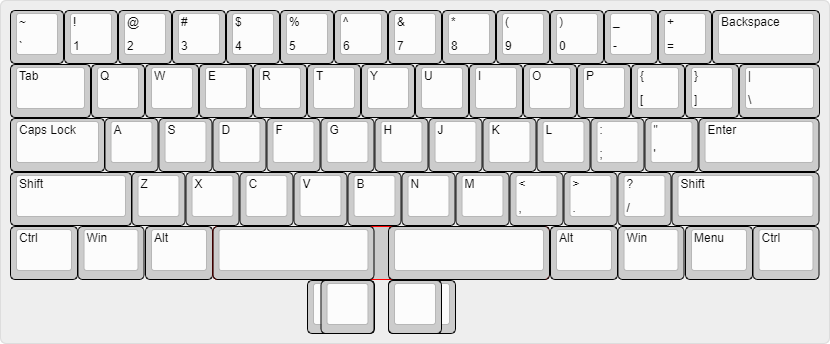 ~ ! @ # $ % ^ & * ( ) _ + Backspace
` 1 2 3 4 5 6 7 8 9 0 - =
Tab Q W E R T Y U I O P { } |
[ ] \
Caps Lock A S D F G H J K L : " Enter
; '
Shift Z X C V B N M < > ? Shift
, . /
Ctrl Win Alt Alt Win Menu Ctrl